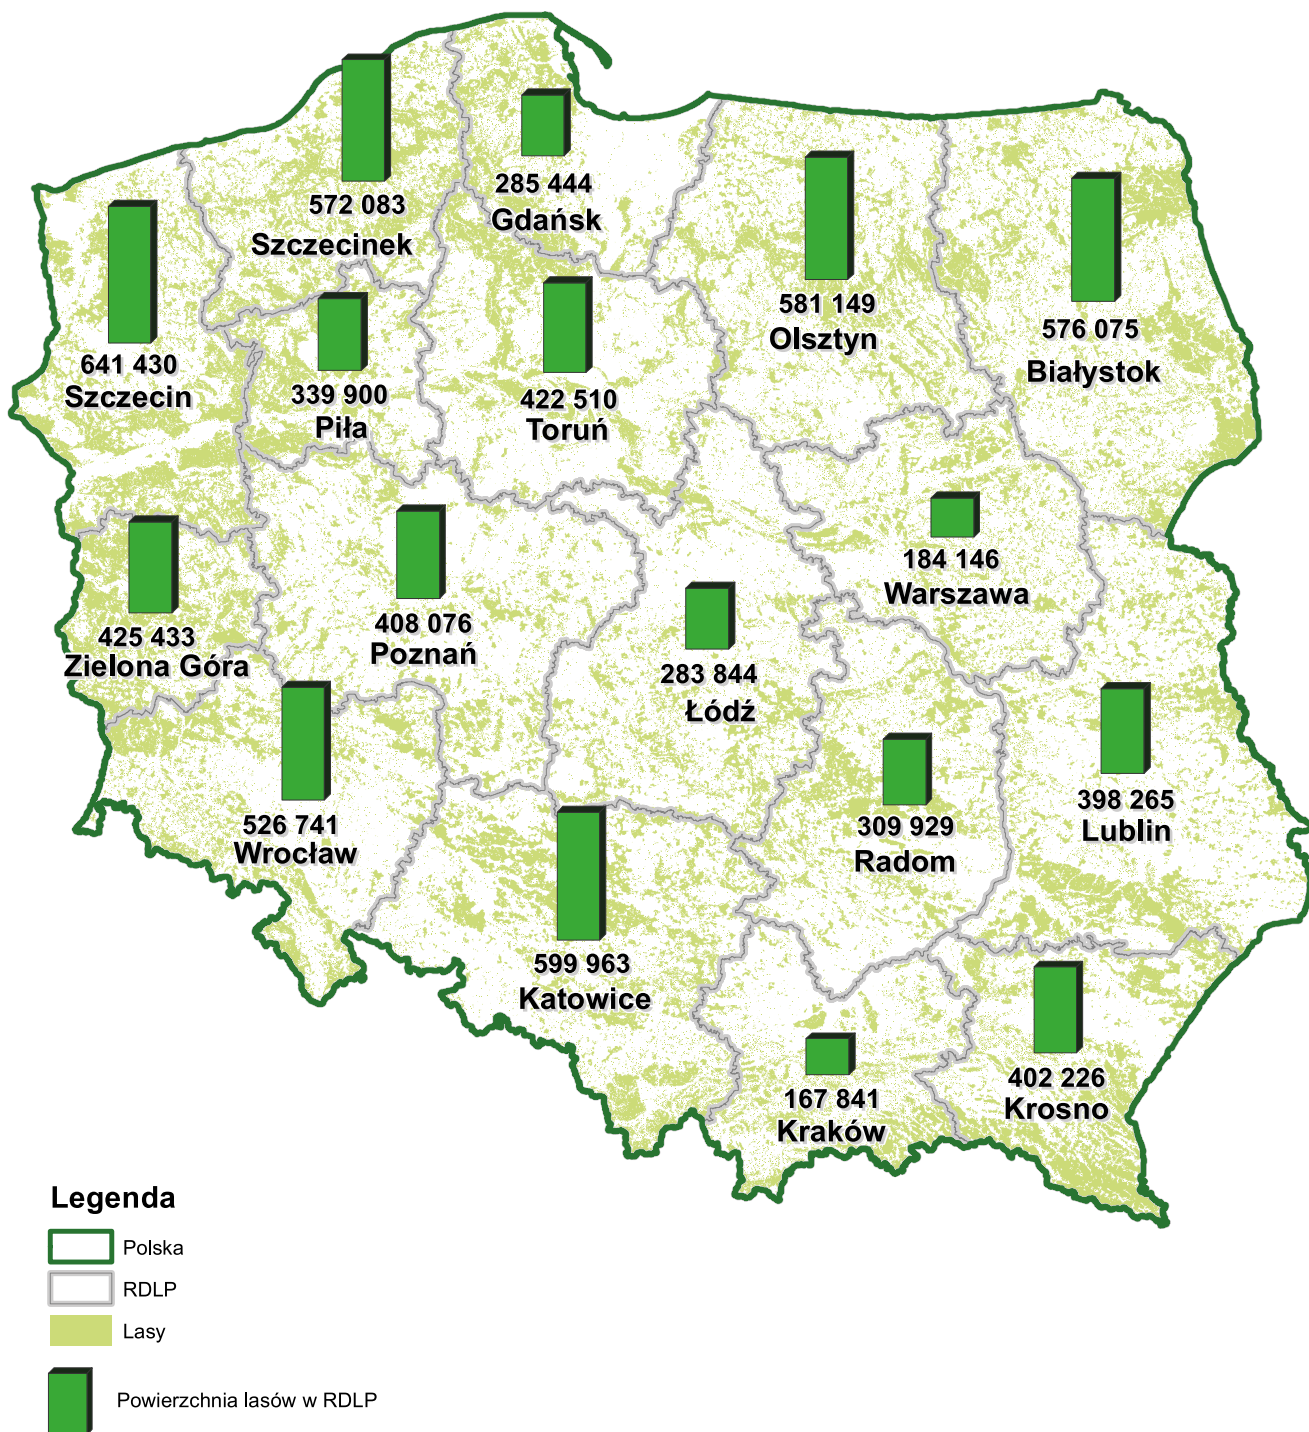 572 083
Szczecinek
285 444
Gdańsk
581 149
Olsztyn
576 075
Białystok
641 430
Szczecin
339 900
Piła
422 510
Toruń
184 146
Warszawa
425 433
Zielona Góra
408 076
Poznań
283 844
Łódź
526 741
Wrocław
309 929
Radom
398 265
Lublin
599 963
Katowice
167 841
Kraków
402 226
Krosno
Legenda
Polska
RDLP
Lasy
Powierzchnia lasów w RDLP